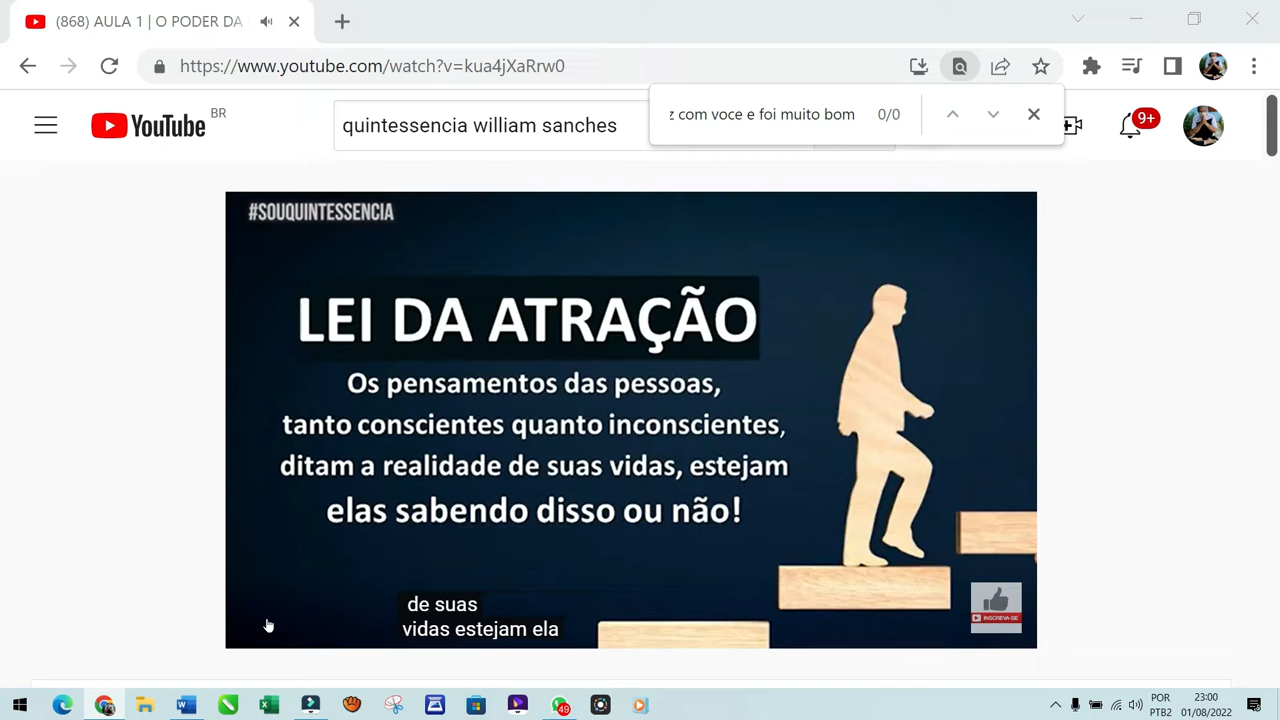 (868) AULA 1 | O PODER DA
https://www.youtube.com/watch?v=kua4jXaRrw0
z com voce e foi muito bom 0/0
YouTube BR
quintessencia william sanches
9+
#SOUQUINTESSENCIA
LEI DA ATRAÇÃO
Os pensamentos das pessoas,
tanto conscientes quanto inconscientes,
ditam a realidade de suas vidas, estejam
elas sabendo disso ou não!
de suas
vidas estejam ela
INSCREVA-SE
49
POR
PTB2
23:00
01/08/2022